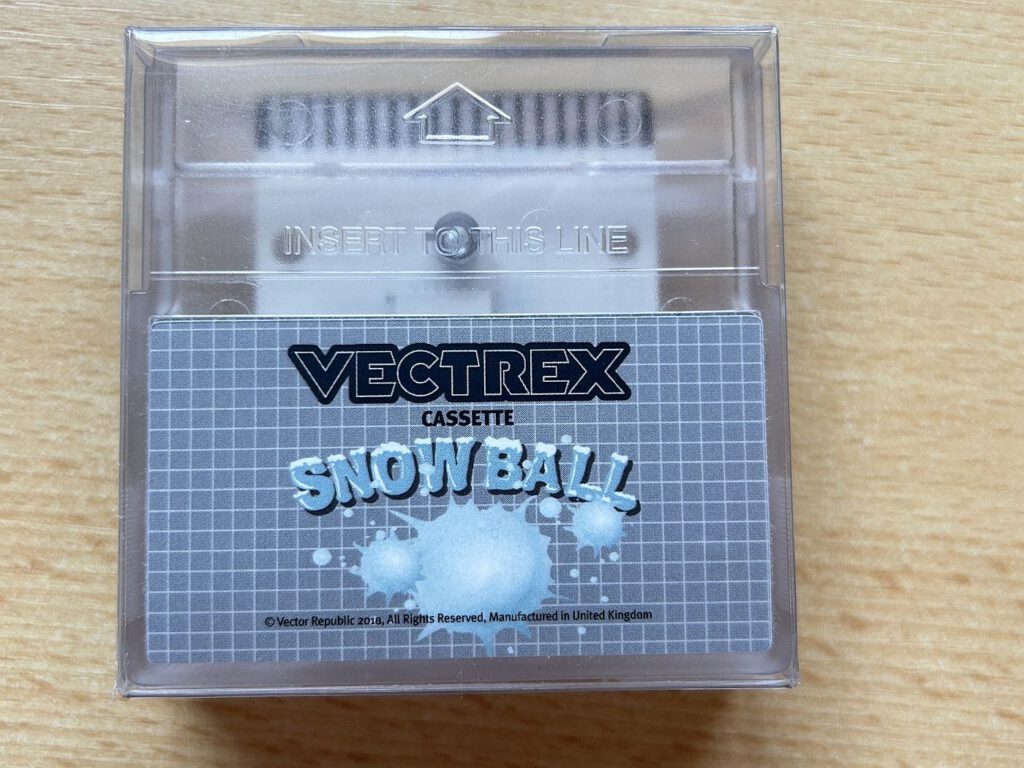 INSERT TO THIS LINE
VECTREX
CASSETTE
SNOW BALL
© Vector Republic 2018, All Rights Reserved, Manufactured in United Kingdom